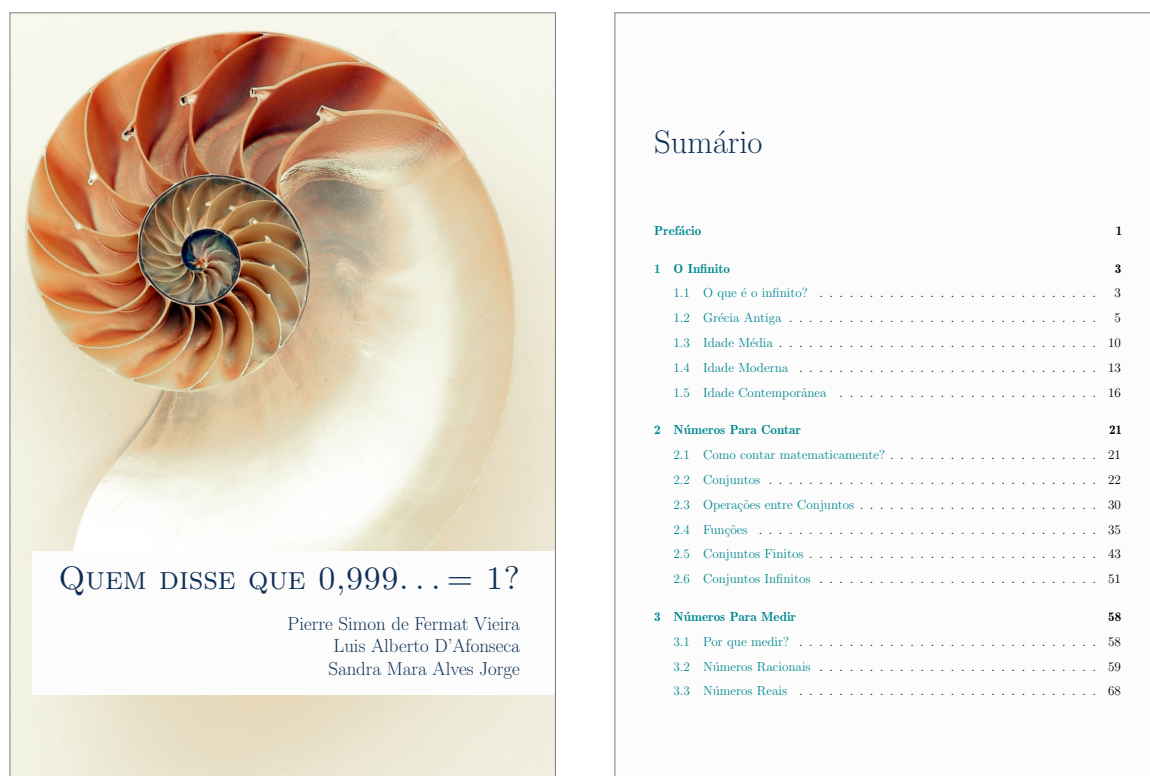 QUEM DISSE QUE 0,999...= 1?
Pierre Simon de Fermat Vieira
Luis Alberto D'Afonseca
Sandra Mara Alves Jorge
Sumário
Prefácio 1
1 O Infinito 3
1.1 O que é o infinito? . . . . . . . . . . . . . . . . . . . . . . . . . . . . 3
1.2 Grécia Antiga . . . . . . . . . . . . . . . . . . . . . . . . . . . . . . . 5
1.3 Idade Média . . . . . . . . . . . . . . . . . . . . . . . . . . . . . . . . 10
1.4 Idade Moderna . . . . . . . . . . . . . . . . . . . . . . . . . . . . . . 13
1.5 Idade Contemporânea . . . . . . . . . . . . . . . . . . . . . . . . . . 16
2 Números Para Contar 21
2.1 Como contar matematicamente? . . . . . . . . . . . . . . . . . . . . . 21
2.2 Conjuntos . . . . . . . . . . . . . . . . . . . . . . . . . . . . . . . . . 22
2.3 Operações entre Conjuntos . . . . . . . . . . . . . . . . . . . . . . . . 30
2.4 Funções . . . . . . . . . . . . . . . . . . . . . . . . . . . . . . . . . . 35
2.5 Conjuntos Finitos . . . . . . . . . . . . . . . . . . . . . . . . . . . . . 43
2.6 Conjuntos Infinitos . . . . . . . . . . . . . . . . . . . . . . . . . . . . 51
3 Números Para Medir 58
3.1 Por que medir? . . . . . . . . . . . . . . . . . . . . . . . . . . . . . . 58
3.2 Números Racionais . . . . . . . . . . . . . . . . . . . . . . . . . . . . 59
3.3 Números Reais . . . . . . . . . . . . . . . . . . . . . . . . . . . . . . 68